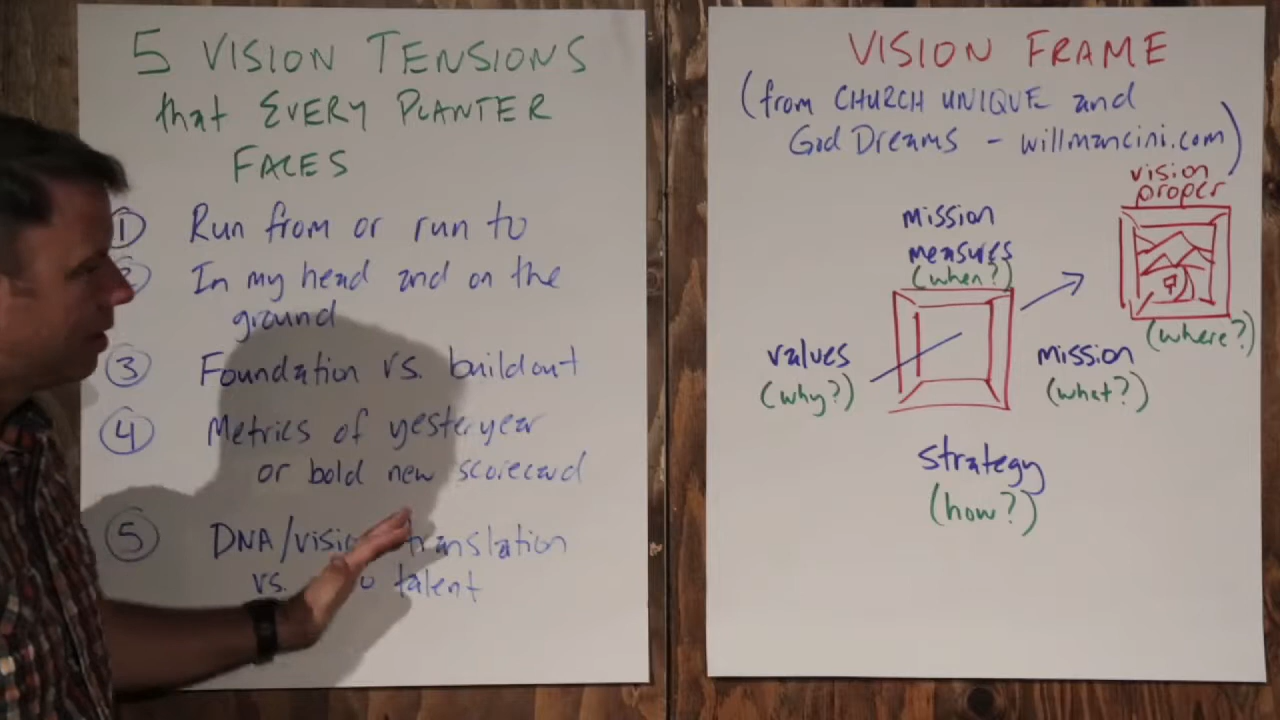 5 VISION TENSIONS
that EVERY PLANTER
FACES
1 Run from or run to
2 In my head and on the
ground
3 Foundation vs. buildout
4 Metrics of yesteryear
or bold new scorecard
5 DNA/vision translation
vs. talent
VISION FRAME
(from CHURCH UNIQUE and
God Dreams - willmancini.com)
vision
proper
(where?)
mission
measures
(when?)
values
(why?)
mission
(what?)
strategy
(how?)